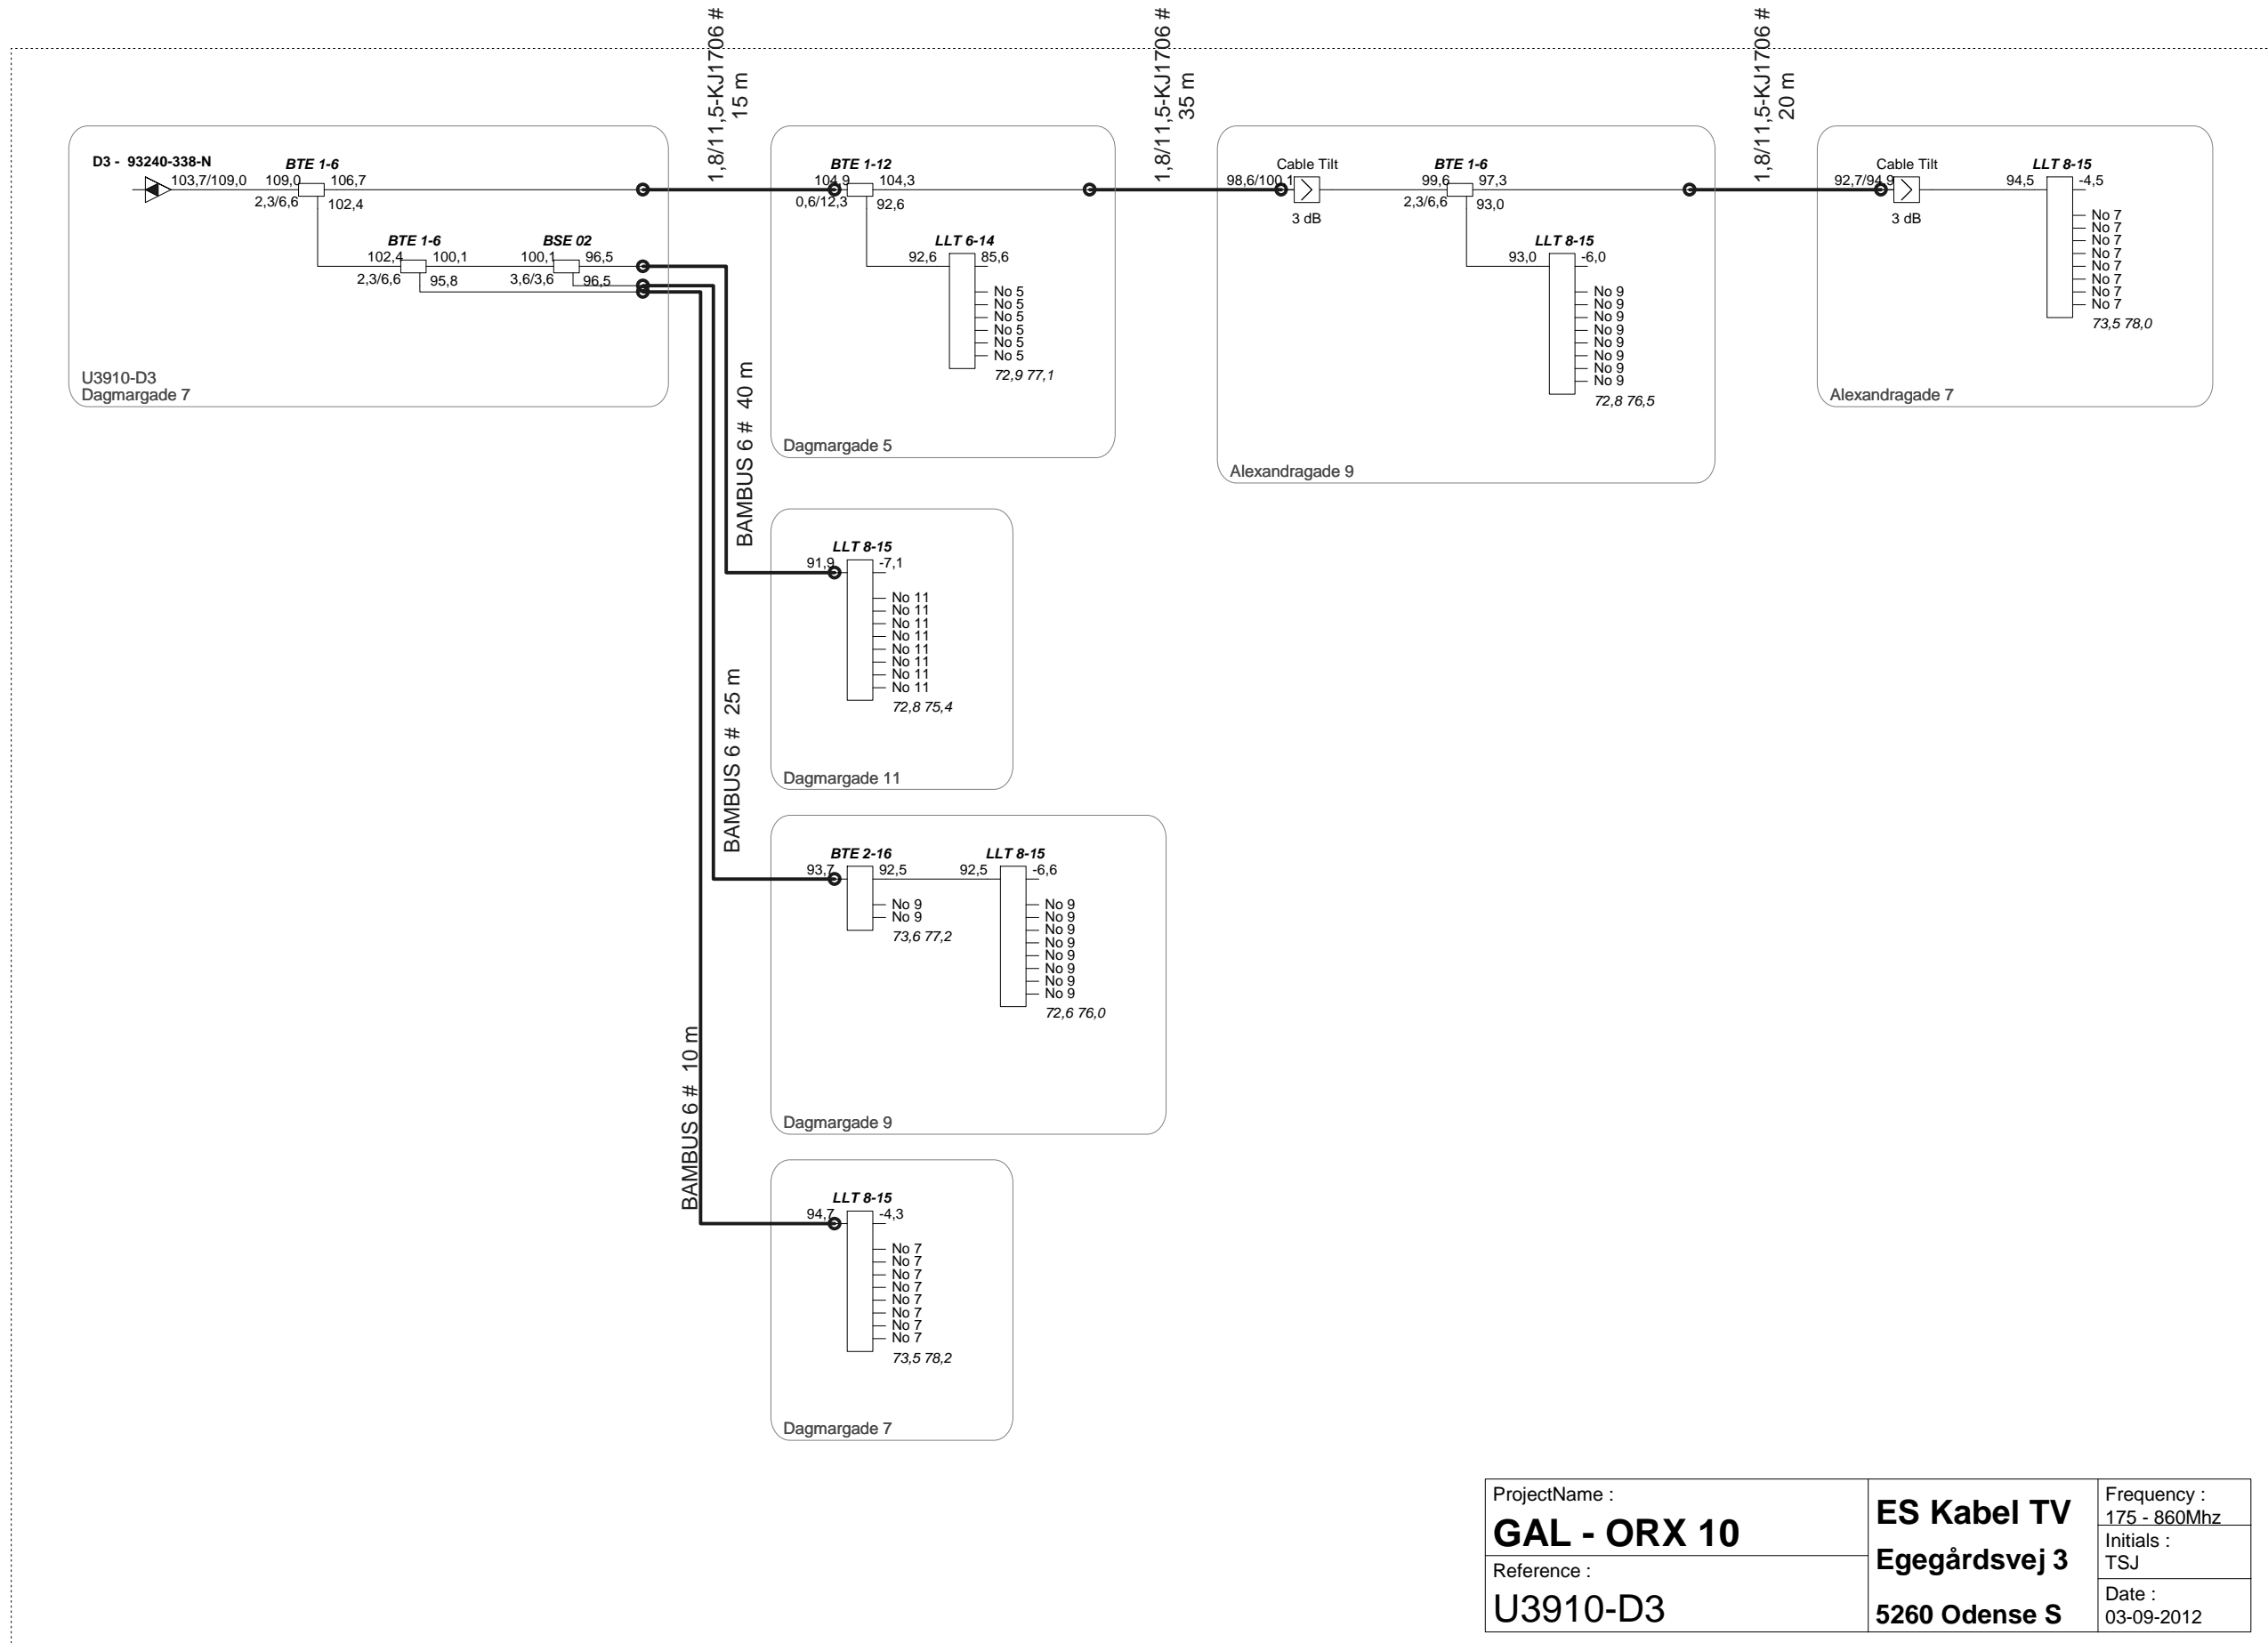 1,8/11,5-KJ1706 #
15 m
1,8/11,5-KJ1706 #
35 m
1,8/11,5-KJ1706 #
20 m
D3 - 93240-338-N
103,7/109,0
BTE 1-6
109,0 106,7
2,3/6,6 102,4
BTE 1-6
102,4 100,1
2,3/6,6 95,8
BSE 02
100,1 96,5
3,6/3,6 96,5
U3910-D3
Dagmargade 7
BTE 1-12
104,9 104,3
0,6/12,3 92,6
LLT 6-14
92,6 85,6
No 5
No 5
No 5
No 5
No 5
No 5
72,9 77,1
Dagmargade 5
98,6/100,1
Cable Tilt
3 dB
BTE 1-6
99,6 97,3
2,3/6,6 93,0
LLT 8-15
93,0 -6,0
No 9
No 9
No 9
No 9
No 9
No 9
No 9
No 9
72,8 76,5
Alexandragade 9
92,7/94,9
Cable Tilt
3 dB
LLT 8-15
94,5 -4,5
No 7
No 7
No 7
No 7
No 7
No 7
No 7
No 7
73,5 78,0
Alexandragade 7
BAMBUS 6 # 40 m
LLT 8-15
91,9 -7,1
No 11
No 11
No 11
No 11
No 11
No 11
No 11
No 11
72,8 75,4
Dagmargade 11
BAMBUS 6 # 25 m
BTE 2-16
93,7 92,5
No 9
No 9
73,6 77,2
LLT 8-15
92,5 -6,6
No 9
No 9
No 9
No 9
No 9
No 9
No 9
No 9
72,6 76,0
Dagmargade 9
BAMBUS 6 # 10 m
LLT 8-15
94,7 -4,3
No 7
No 7
No 7
No 7
No 7
No 7
No 7
No 7
73,5 78,2
Dagmargade 7
ProjectName :
GAL - ORX 10
Reference :
U3910-D3
ES Kabel TV
Egegårdsvej 3
5260 Odense S
Frequency :
175 - 860Mhz
Initials :
TSJ
Date :
03-09-2012